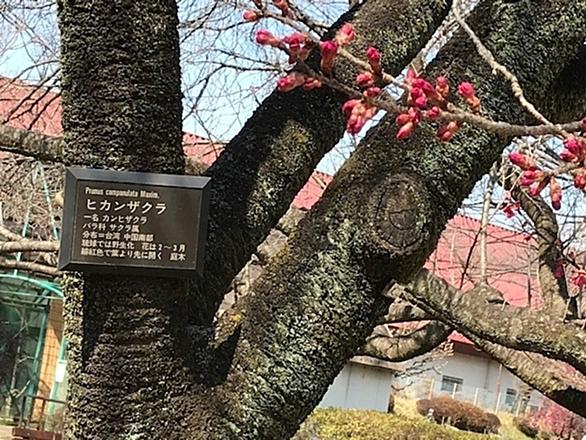 Prunus campanulata Maxim.
ヒカンザクラ
一名 カンヒザクラ
バラ科 サクラ属
分布＝台湾 中国南部
琉球では野生化 花は2〜3月
緋紅色で葉より先に開く 庭木